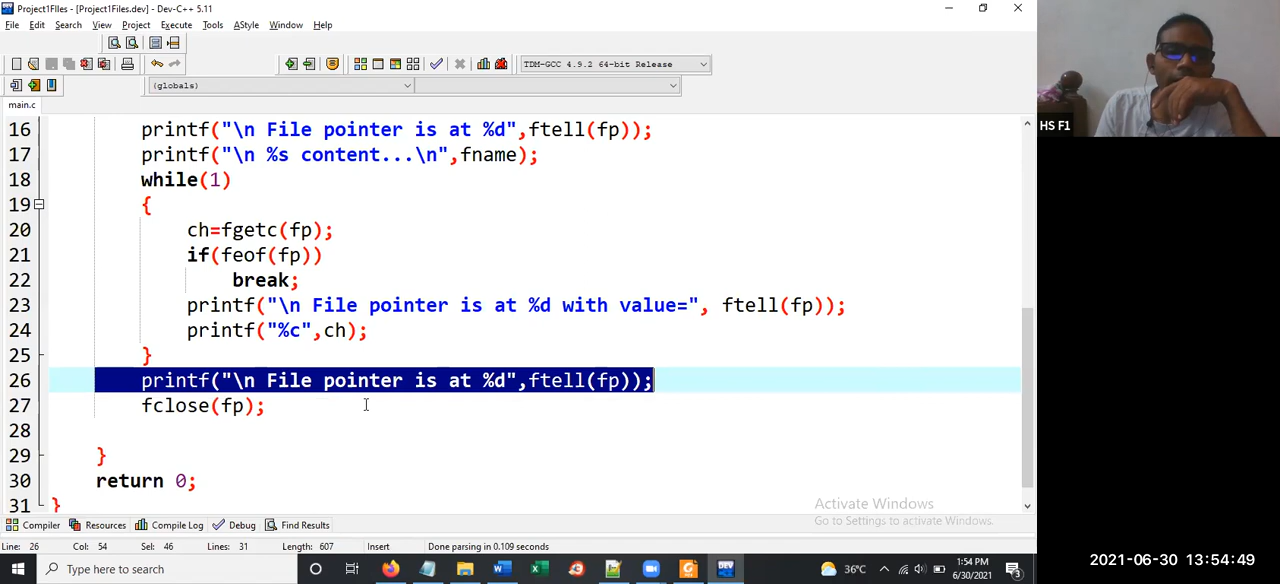 Project1FIles - [Project1Files.dev] - Dev-C++ 5.11
File Edit Search View Project Execute Tools AStyle Window Help
TDM-GCC 4.9.2 64-bit Release
(globals)
main.c
16 printf("\n File pointer is at %d",ftell(fp));
17 printf("\n %s content...\n",fname);
18 while(1)
19 {
20 ch=fgetc(fp);
21 if(feof(fp))
22 break;
23 printf("\n File pointer is at %d with value=", ftell(fp));
24 printf("%c",ch);
25 }
26 printf("\n File pointer is at %d",ftell(fp));
27 fclose(fp);
28
29 }
30 return 0;
31 }
HS F1
Activate Windows
Go to Settings to activate Windows.
Compiler Resources Compile Log Debug Find Results
Line: 26 Col: 54 Sel: 46 Lines: 31 Length: 607 Insert Done parsing in 0.109 seconds
Type here to search
DEV
36°C
1:54 PM
6/30/2021
3
2021-06-30 13:54:49